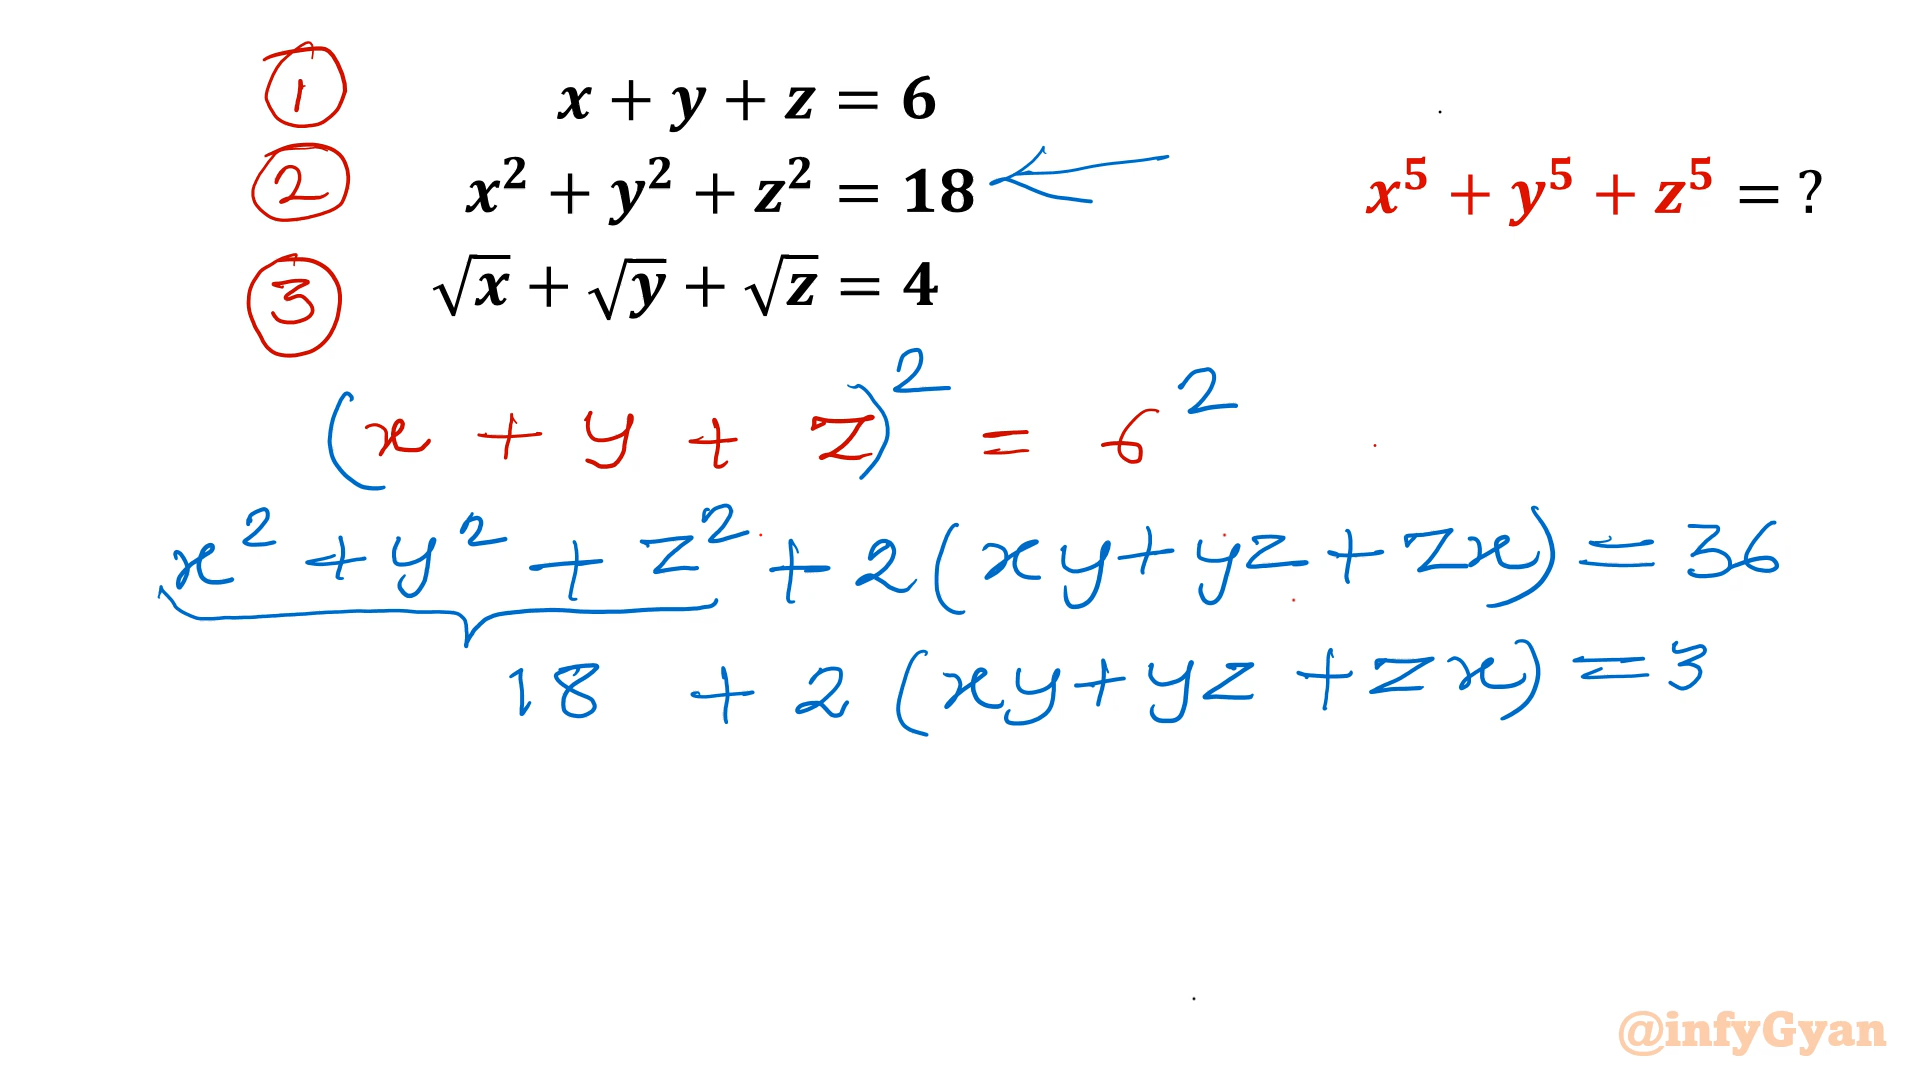 1
x + y + z = 6
2
x² + y² + z² = 18
x⁵ + y⁵ + z⁵ = ?
3
√x + √y + √z = 4
(x + y + z)² = 6²
x² + y² + z² + 2(xy + yz + zx) = 36
18 + 2(xy + yz + zx) = 3
@infyGyan